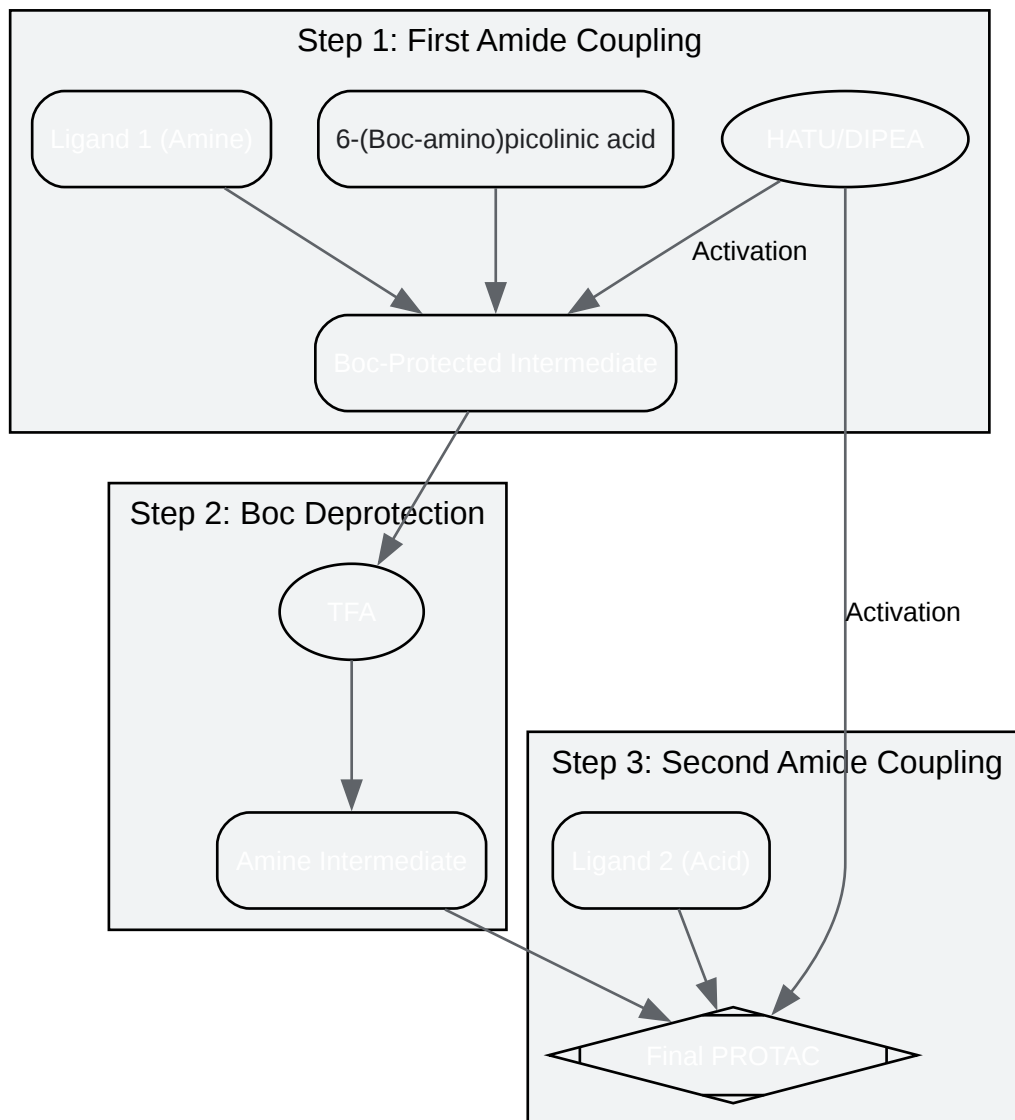 Step 1: First Amide Coupling
Ligand 1 (Amine)
6-(Boc-amino)picolinic acid
HATU/DIPEA
Activation
Boc-Protected Intermediate
Step 2: Boc Deprotection
TFA
Activation
Step 3: Second Amide Coupling
Amine Intermediate
Ligand 2 (Acid)
Final PROTAC